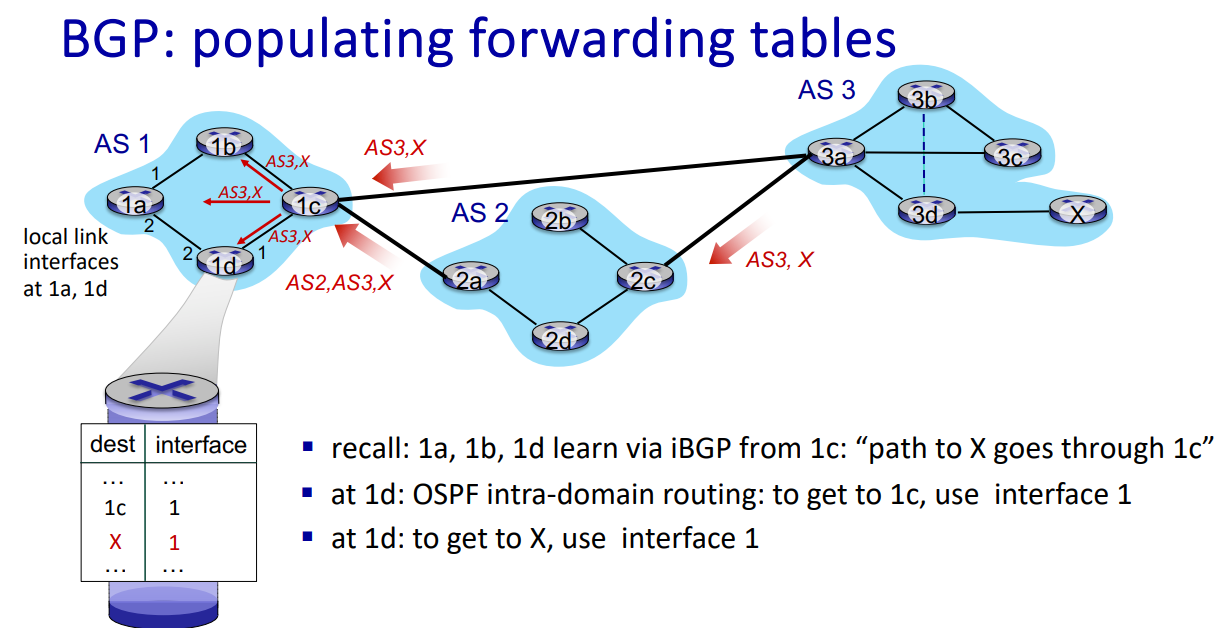 BGP: populating forwarding tables
AS 3
3b
3a
3c
3d
X
AS 1
1b
1
1a
2
1c
2
1d
1
AS3,X
AS3,X
AS3,X
AS3,X
AS2,AS3,X
AS 2
2b
2a
2c
2d
AS3, X
local link
interfaces
at 1a, 1d
dest interface
... ...
1c 1
X 1
... ...
▪ recall: 1a, 1b, 1d learn via iBGP from 1c: “path to X goes through 1c”
▪ at 1d: OSPF intra-domain routing: to get to 1c, use interface 1
▪ at 1d: to get to X, use interface 1